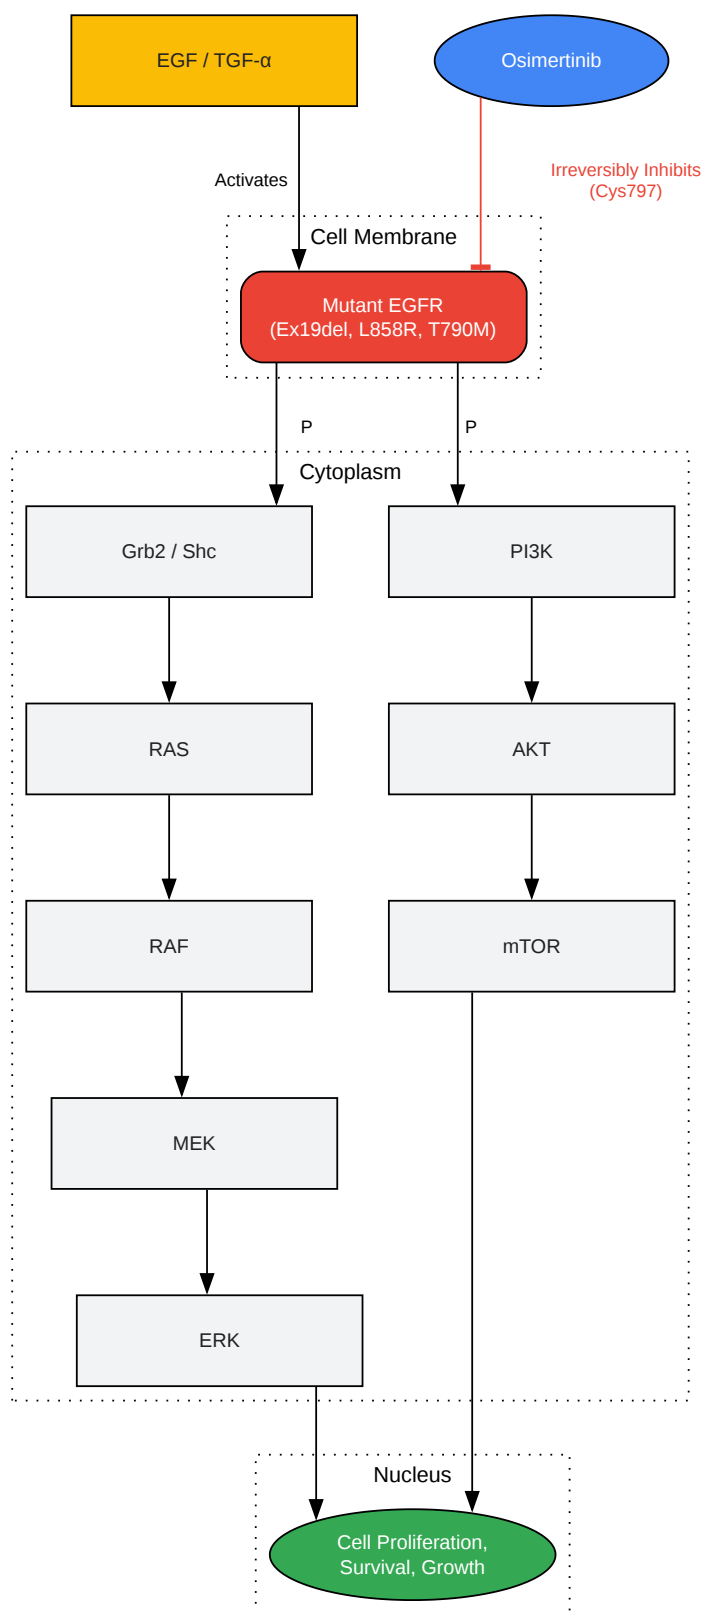 EGF / TGF-α
Osimertinib
Activates
Irreversibly Inhibits
(Cys797)
Cell Membrane
Mutant EGFR
(Ex19del, L858R, T790M)
P
P
Cytoplasm
Grb2 / Shc
PI3K
RAS
AKT
RAF
mTOR
MEK
ERK
Nucleus
Cell Proliferation,
Survival, Growth